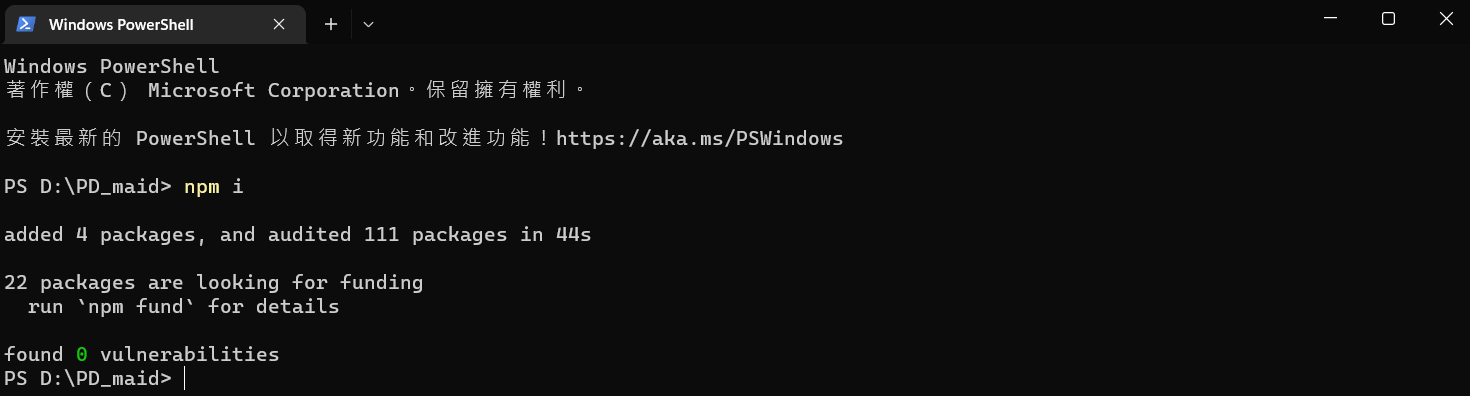 Windows PowerShell
Windows PowerShell
著作權（C） Microsoft Corporation。保留擁有權利。
安裝最新的 PowerShell 以取得新功能和改進功能！https://aka.ms/PSWindows
PS D:\PD_maid> npm i
added 4 packages, and audited 111 packages in 44s
22 packages are looking for funding
  run `npm fund` for details
found 0 vulnerabilities
PS D:\PD_maid>